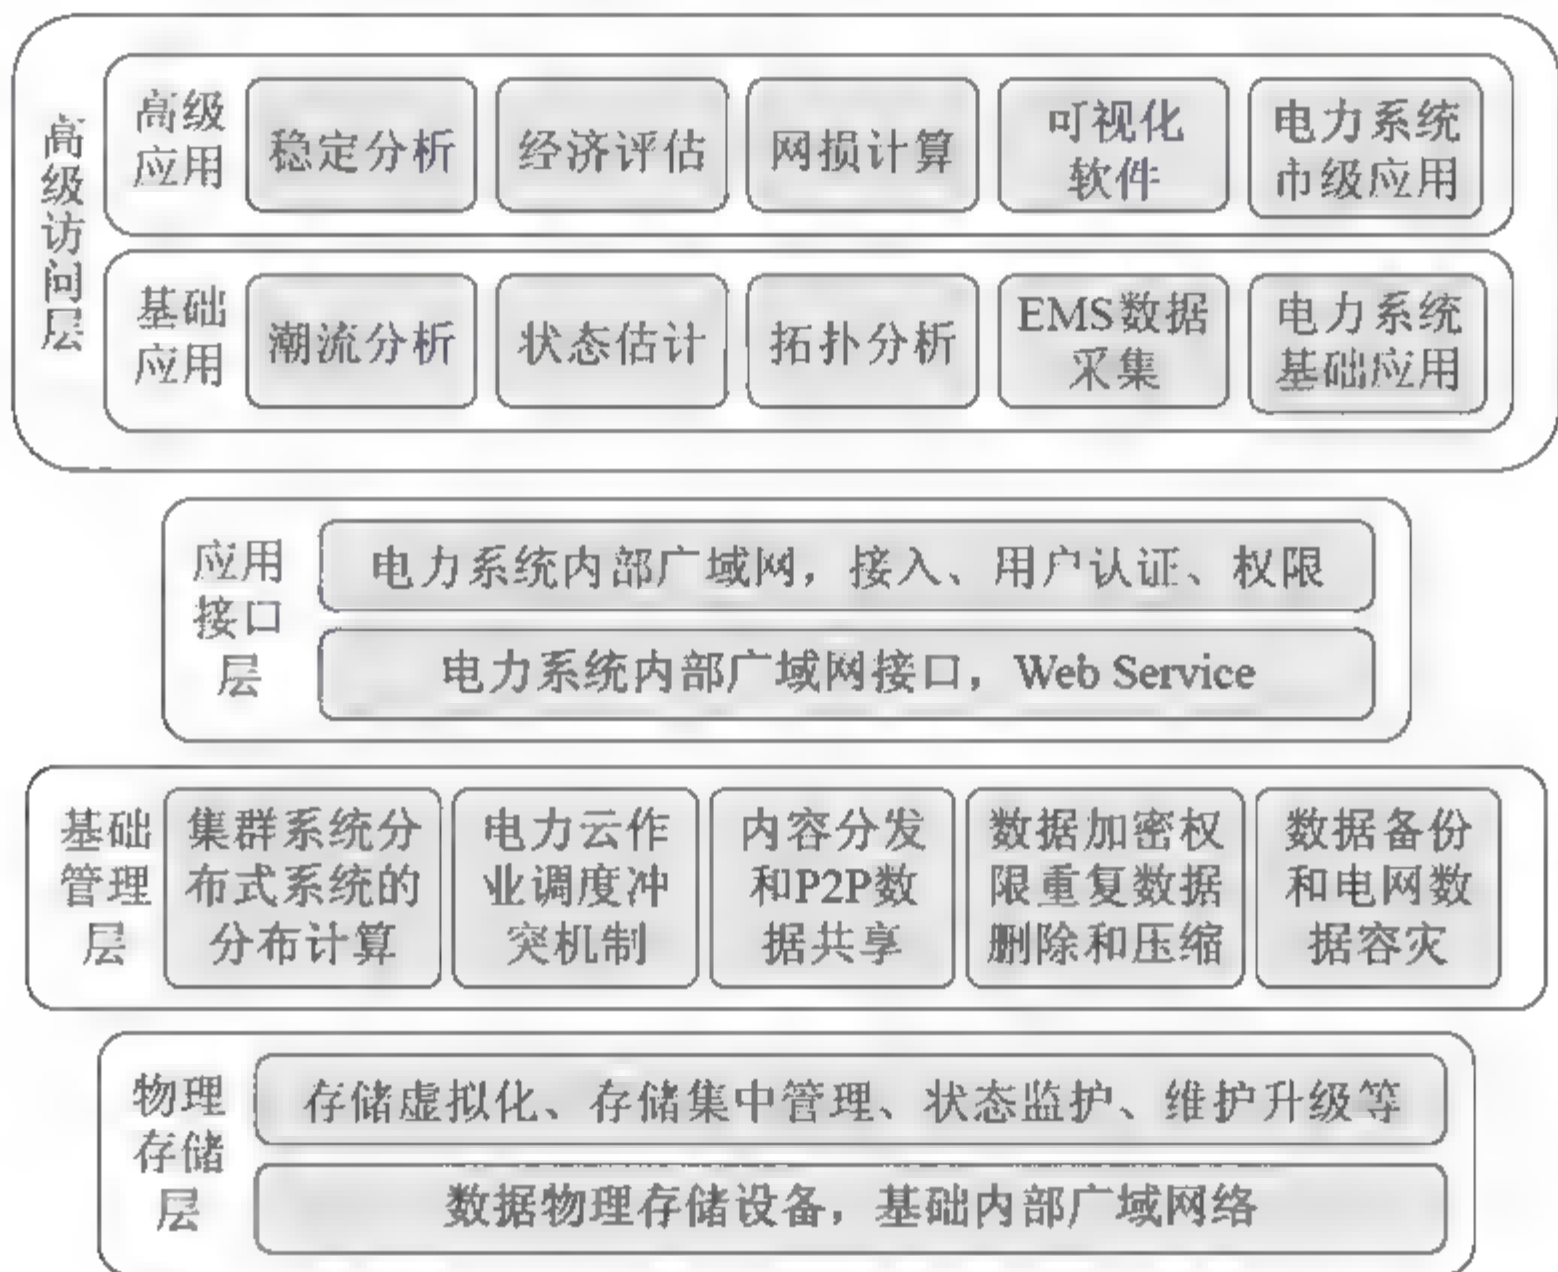 高级访问层
高级
应用
稳定分析
经济评估
网损计算
可视化
软件
电力系统
市级应用
基础
应用
潮流分析
状态估计
拓扑分析
EMS数据
采集
电力系统
基础应用
应用
接口
层
电力系统内部广域网，接入、用户认证、权限
电力系统内部广域网接口，Web Service
基础
管理
层
集群系统分
布式系统的
分布计算
电力云作
业调度冲
突机制
内容分发
和P2P数
据共享
数据加密权
限重复数据
删除和压缩
数据备份
和电网数
据容灾
物理
存储
层
存储虚拟化、存储集中管理、状态监护、维护升级等
数据物理存储设备，基础内部广域网络